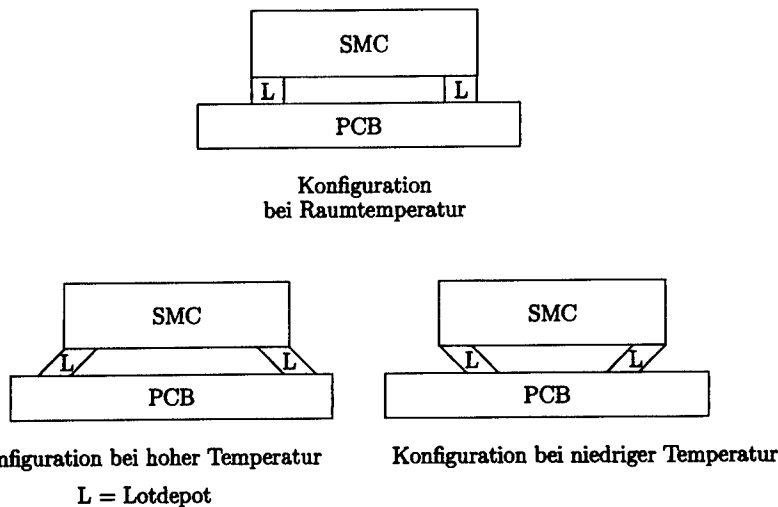 SMC
L L
PCB
Konfiguration
bei Raumtemperatur
SMC
L L
PCB
nfiguration bei hoher Temperatur
L = Lotdepot
SMC
L L
PCB
Konfiguration bei niedriger Temperatur